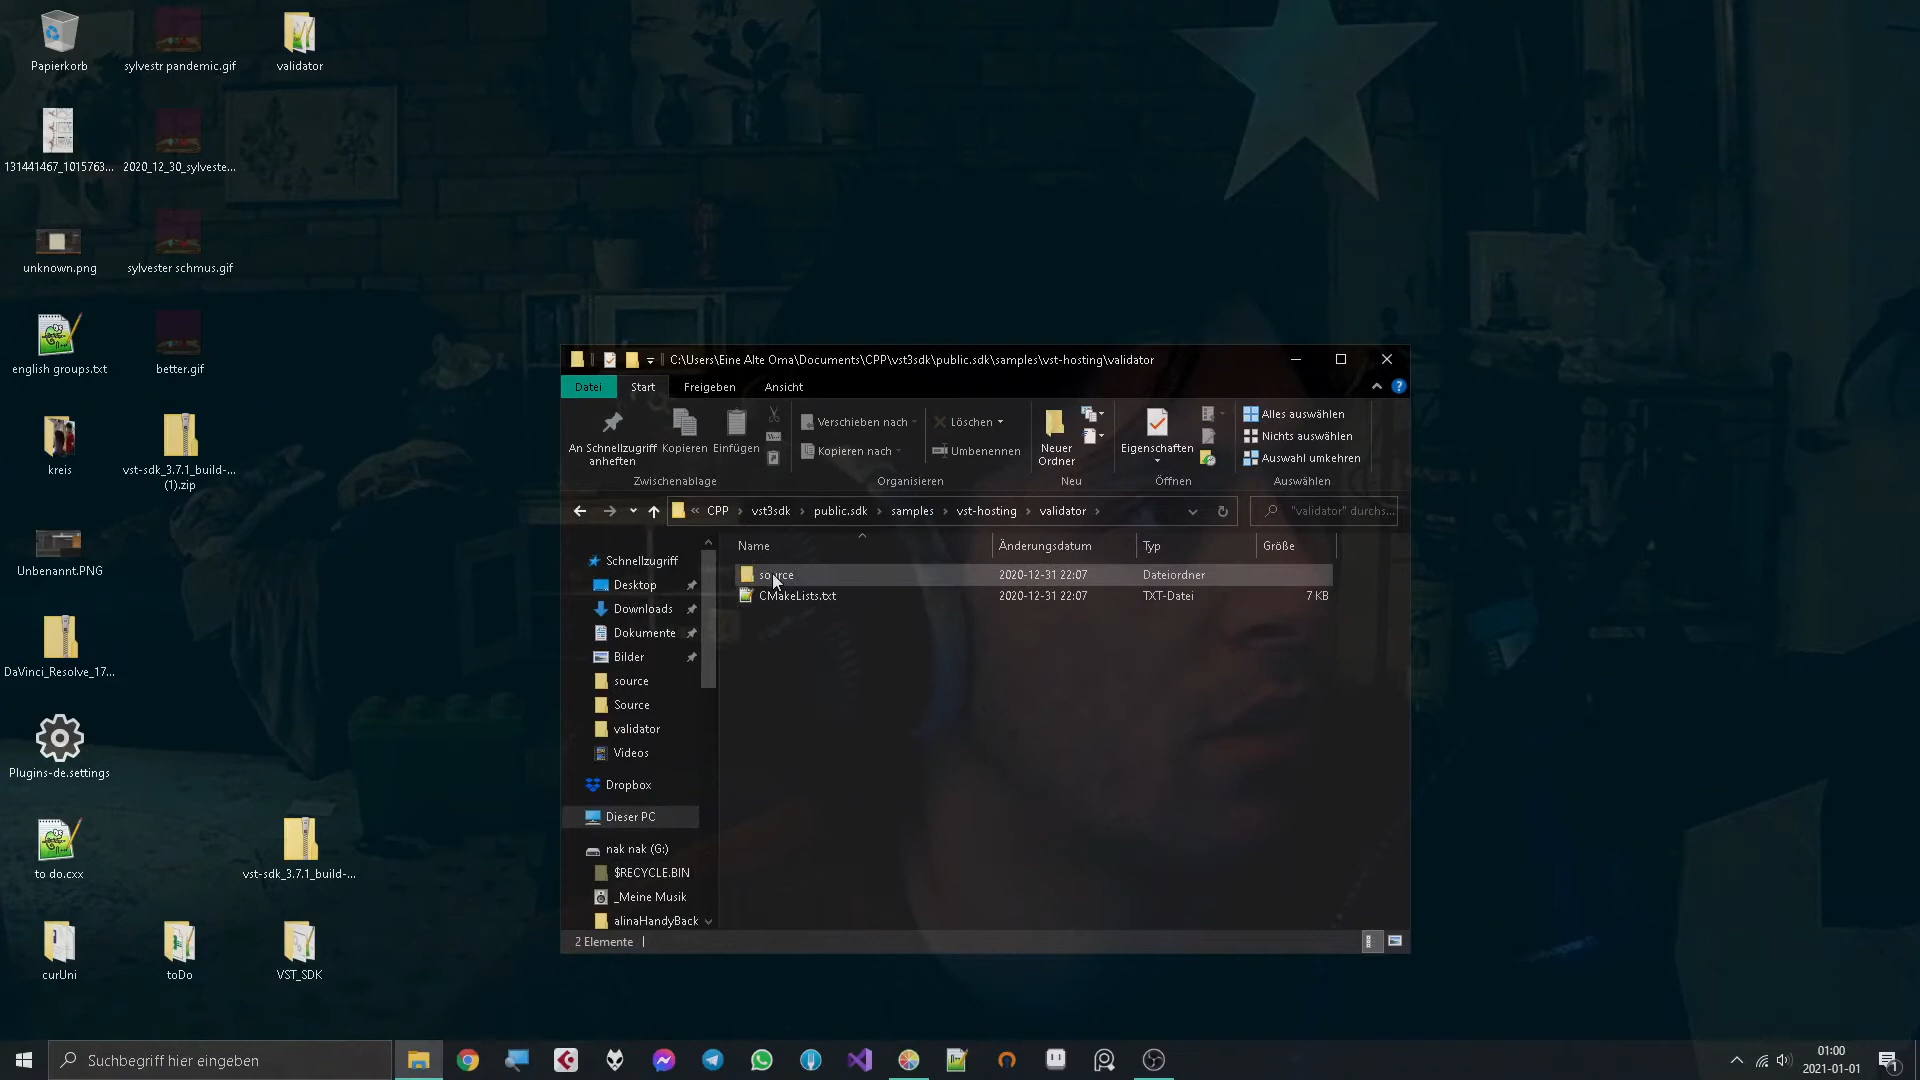 Papierkorb
sylvestr pandemic.gif
validator
131441467_1015763...
2020_12_30_sylveste...
unknown.png
sylvester schmus.gif
english groups.txt
better.gif
kreis
vst-sdk_3.7.1_build-...
(1).zip
Unbenannt.PNG
DaVinci_Resolve_17...
Plugins-de.settings
to do.cxx
vst-sdk_3.7.1_build-...
curUni
toDo
VST_SDK
C:\Users\Eine Alte Oma\Documents\CPP\vst3sdk\public.sdk\samples\vst-hosting\validator
Datei
Start
Freigeben
Ansicht
An Schnellzugriff
anheften
Kopieren
Einfügen
Zwischenablage
Verschieben nach
Kopieren nach
Löschen
Umbenennen
Organisieren
Neuer
Ordner
Neu
Eigenschaften
Öffnen
Alles auswählen
Nichts auswählen
Auswahl umkehren
Auswählen
« CPP › vst3sdk › public.sdk › samples › vst-hosting › validator ›
"validator" durchs...
Name
Änderungsdatum
Typ
Größe
source
2020-12-31 22:07
Dateiordner
CMakeLists.txt
2020-12-31 22:07
TXT-Datei
7 KB
Schnellzugriff
Desktop
Downloads
Dokumente
Bilder
source
Source
validator
Videos
Dropbox
Dieser PC
nak nak (G:)
$RECYCLE.BIN
_Meine Musik
alinaHandyBack
2 Elemente
Suchbegriff hier eingeben
01:00
2021-01-01
1